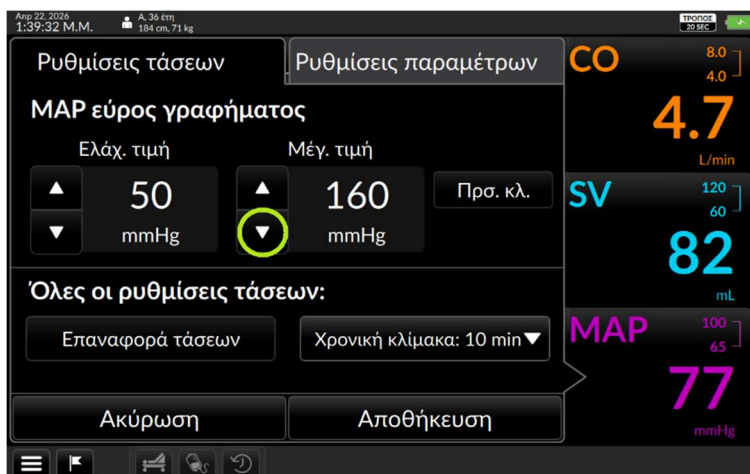 Απρ 22, 2026
1:39:32 Μ.Μ.
Α, 36 έτη
184 cm, 71 kg
ΤΡΟΠΟΣ
20 SEC
Ρυθμίσεις τάσεων
Ρυθμίσεις παραμέτρων
MAP εύρος γραφήματος
Ελάχ. τιμή
Μέγ. τιμή
50
mmHg
160
mmHg
Πρσ. κλ.
Όλες οι ρυθμίσεις τάσεων:
Επαναφορά τάσεων
Χρονική κλίμακα: 10 min
Ακύρωση
Αποθήκευση
CO
8.0
4.0
4.7
L/min
SV
120
60
82
mL
MAP
100
65
77
mmHg